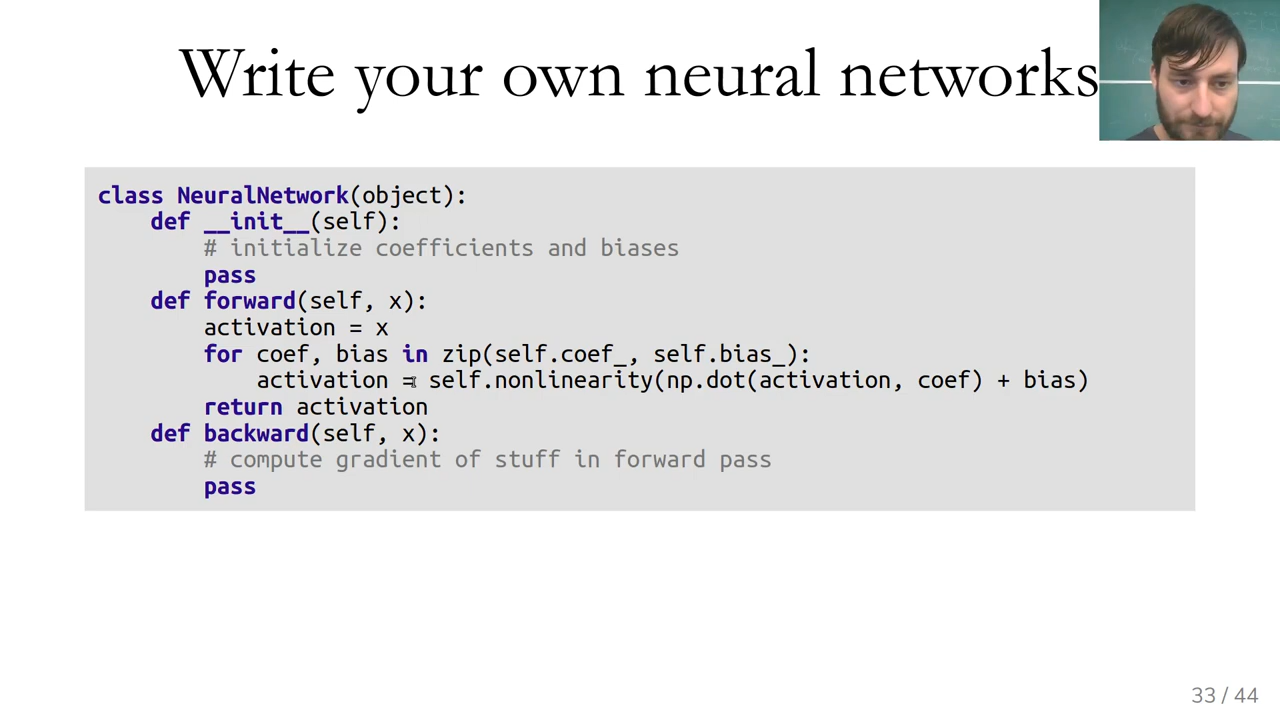 Write your own neural networks
class NeuralNetwork(object):
    def __init__(self):
        # initialize coefficients and biases
        pass
    def forward(self, x):
        activation = x
        for coef, bias in zip(self.coef_, self.bias_):
            activation = self.nonlinearity(np.dot(activation, coef) + bias)
        return activation
    def backward(self, x):
        # compute gradient of stuff in forward pass
        pass
33 / 44